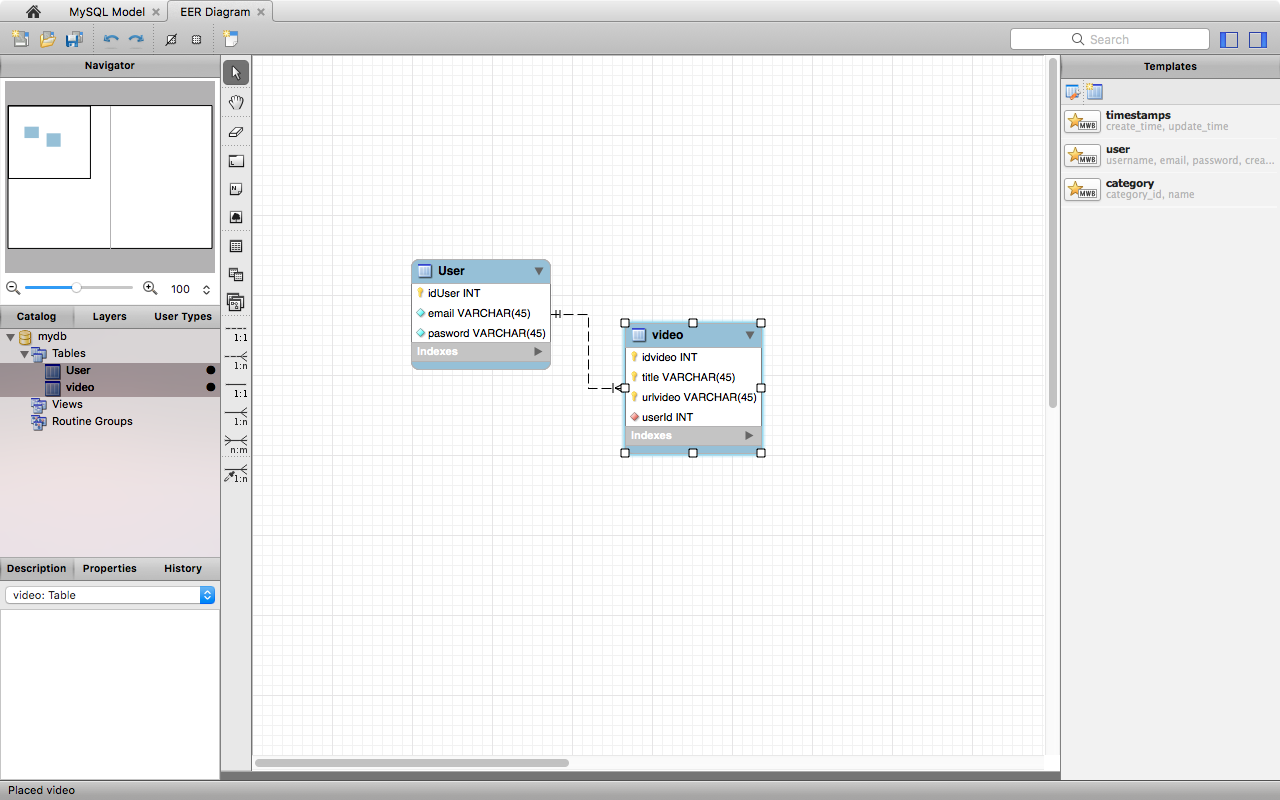 MySQL Model
EER Diagram
Search
Navigator
100
Catalog
Layers
User Types
mydb
Tables
User
video
Views
Routine Groups
Description
Properties
History
video: Table
1:1
1:n
1:1
1:n
n:m
1:n
User
idUser INT
email VARCHAR(45)
pasword VARCHAR(45)
Indexes
video
idvideo INT
title VARCHAR(45)
urlvideo VARCHAR(45)
userId INT
Indexes
Templates
MWB
timestamps
create_time, update_time
MWB
user
username, email, password, crea...
MWB
category
category_id, name
Placed video